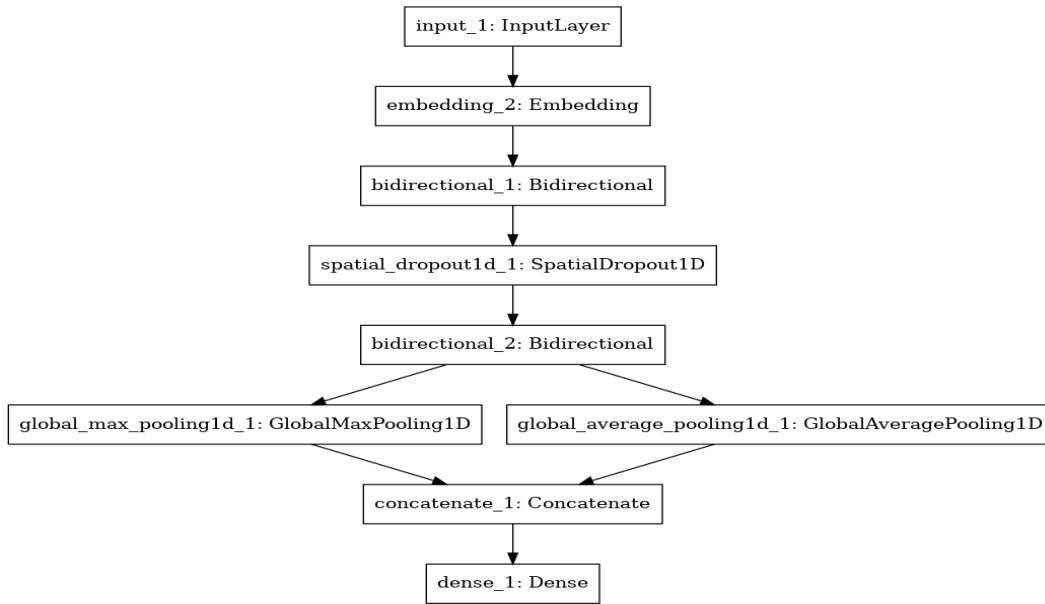 input_1: InputLayer
embedding_2: Embedding
bidirectional_1: Bidirectional
spatial_dropout1d_1: SpatialDropout1D
bidirectional_2: Bidirectional
global_max_pooling1d_1: GlobalMaxPooling1D
global_average_pooling1d_1: GlobalAveragePooling1D
concatenate_1: Concatenate
dense_1: Dense